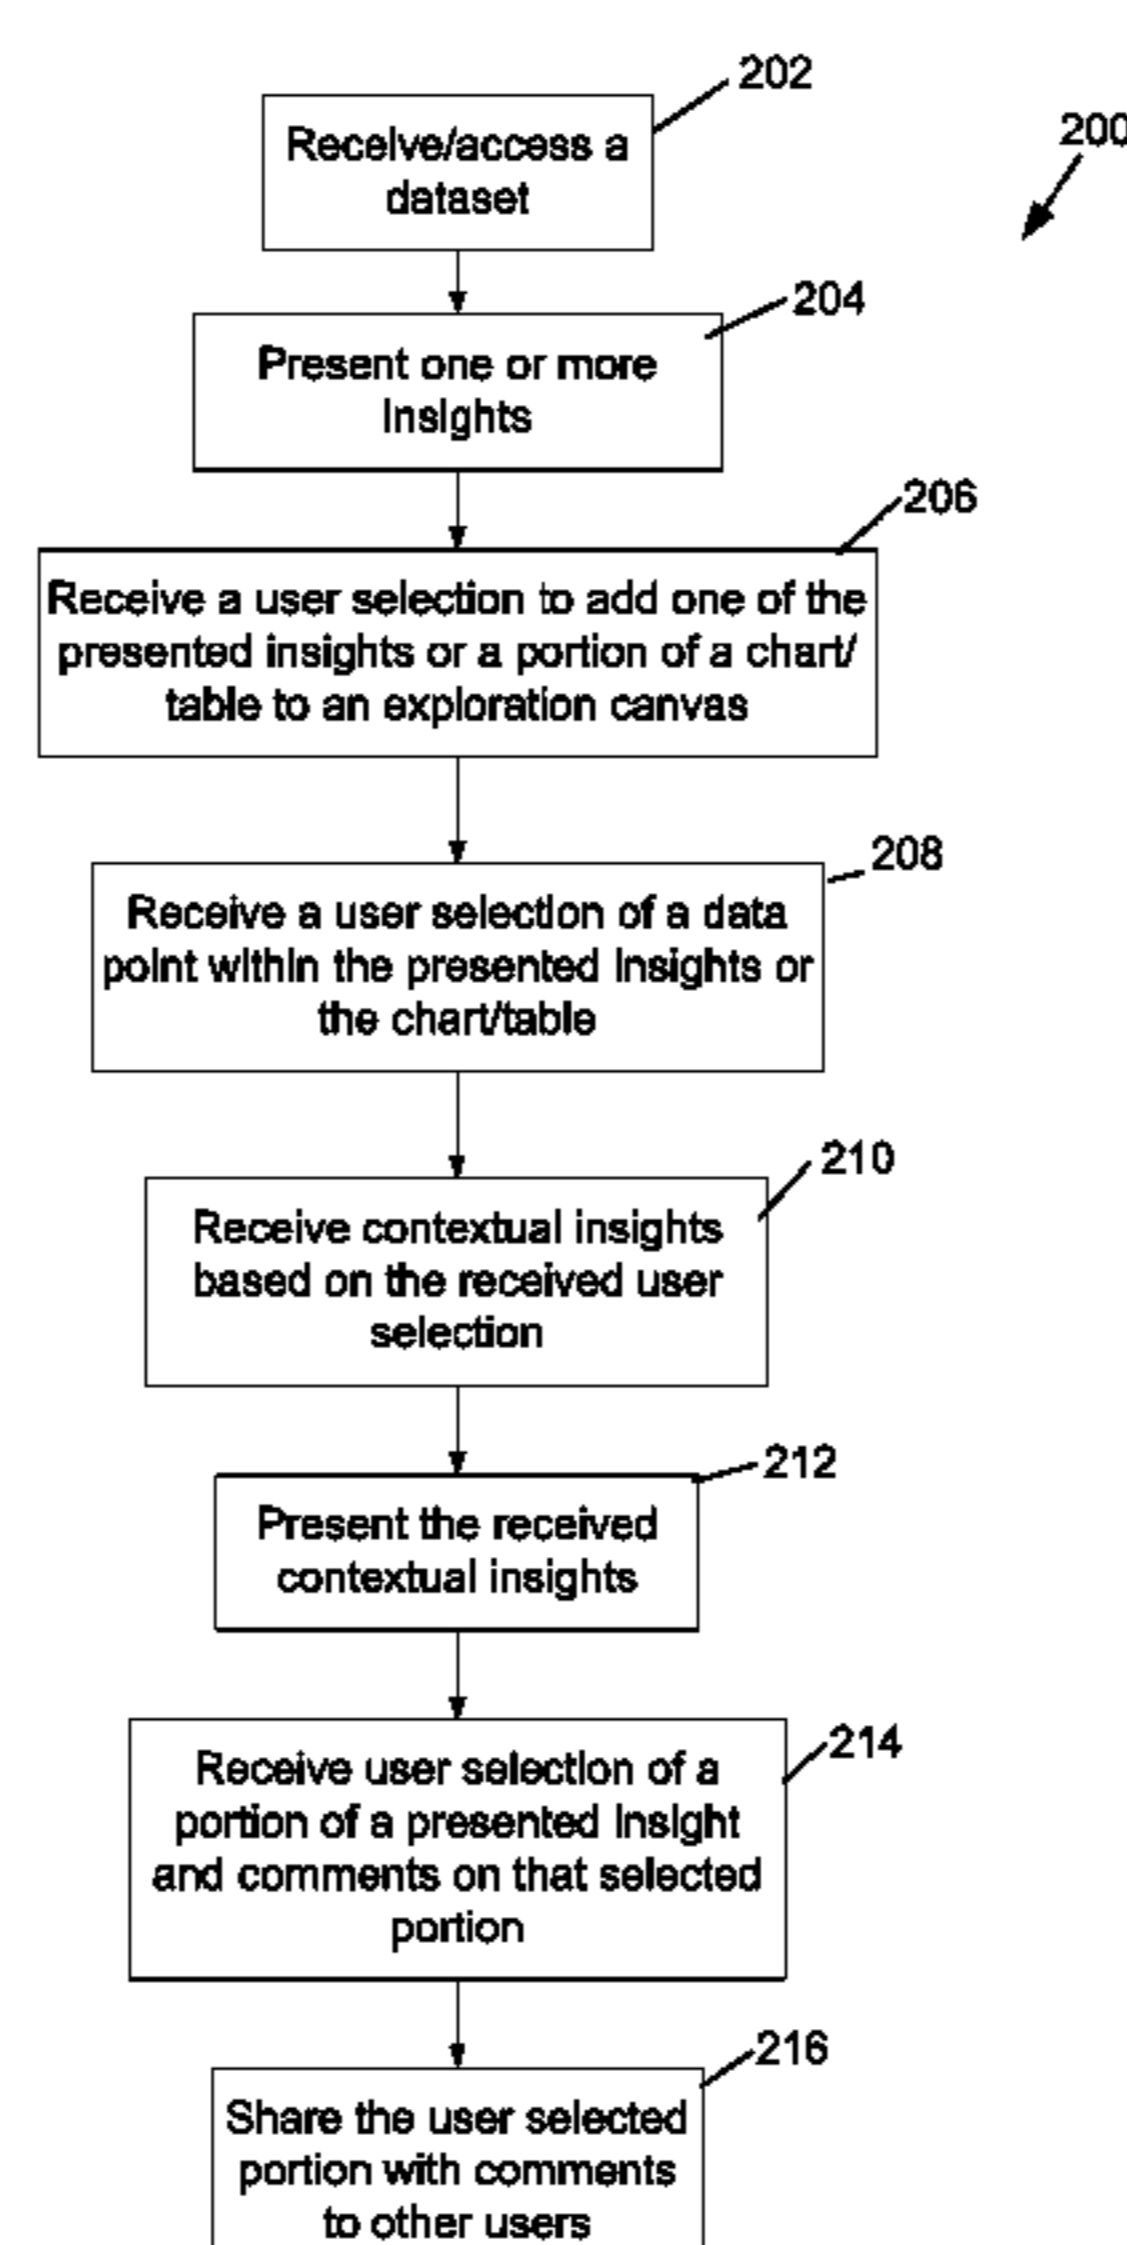 202
200
Receive/access a
dataset
204
Present one or more
insights
206
Receive a user selection to add one of the
presented insights or a portion of a chart/
table to an exploration canvas
208
Receive a user selection of a data
point within the presented insights or
the chart/table
210
Receive contextual insights
based on the received user
selection
212
Present the received
contextual insights
214
Receive user selection of a
portion of a presented insight
and comments on that selected
portion
216
Share the user selected
portion with comments
to other users